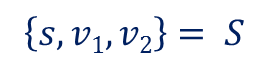 {s, v₁, v₂} = S